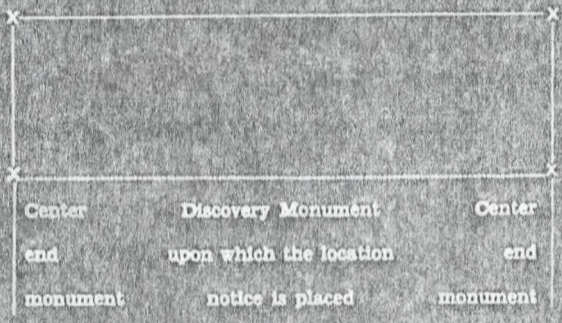 X X
X X
Center Discovery Monument Center
end upon which the location end
monument notice is placed monument